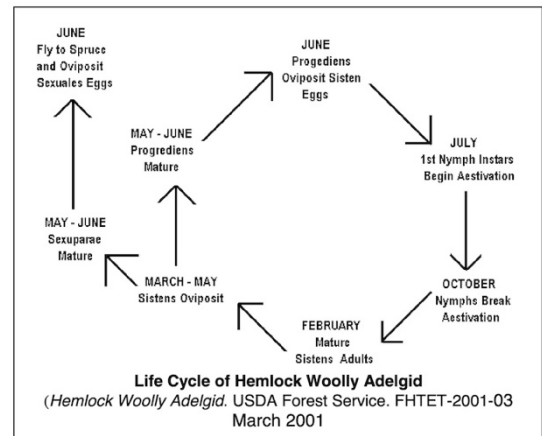 JUNE
Fly to Spruce
and Oviposit
Sexuales Eggs
JUNE
Progediens
Oviposit Sisten
Eggs
MAY - JUNE
Progrediens
Mature
JULY
1st Nymph Instars
Begin Aestivation
MAY - JUNE
Sexuparae
Mature
MARCH - MAY
Sistens Oviposit
OCTOBER
Nymphs Break
Aestivation
FEBRUARY
Mature
Sistens Adults
Life Cycle of Hemlock Woolly Adelgid
(Hemlock Woolly Adelgid. USDA Forest Service. FHTET-2001-03
March 2001